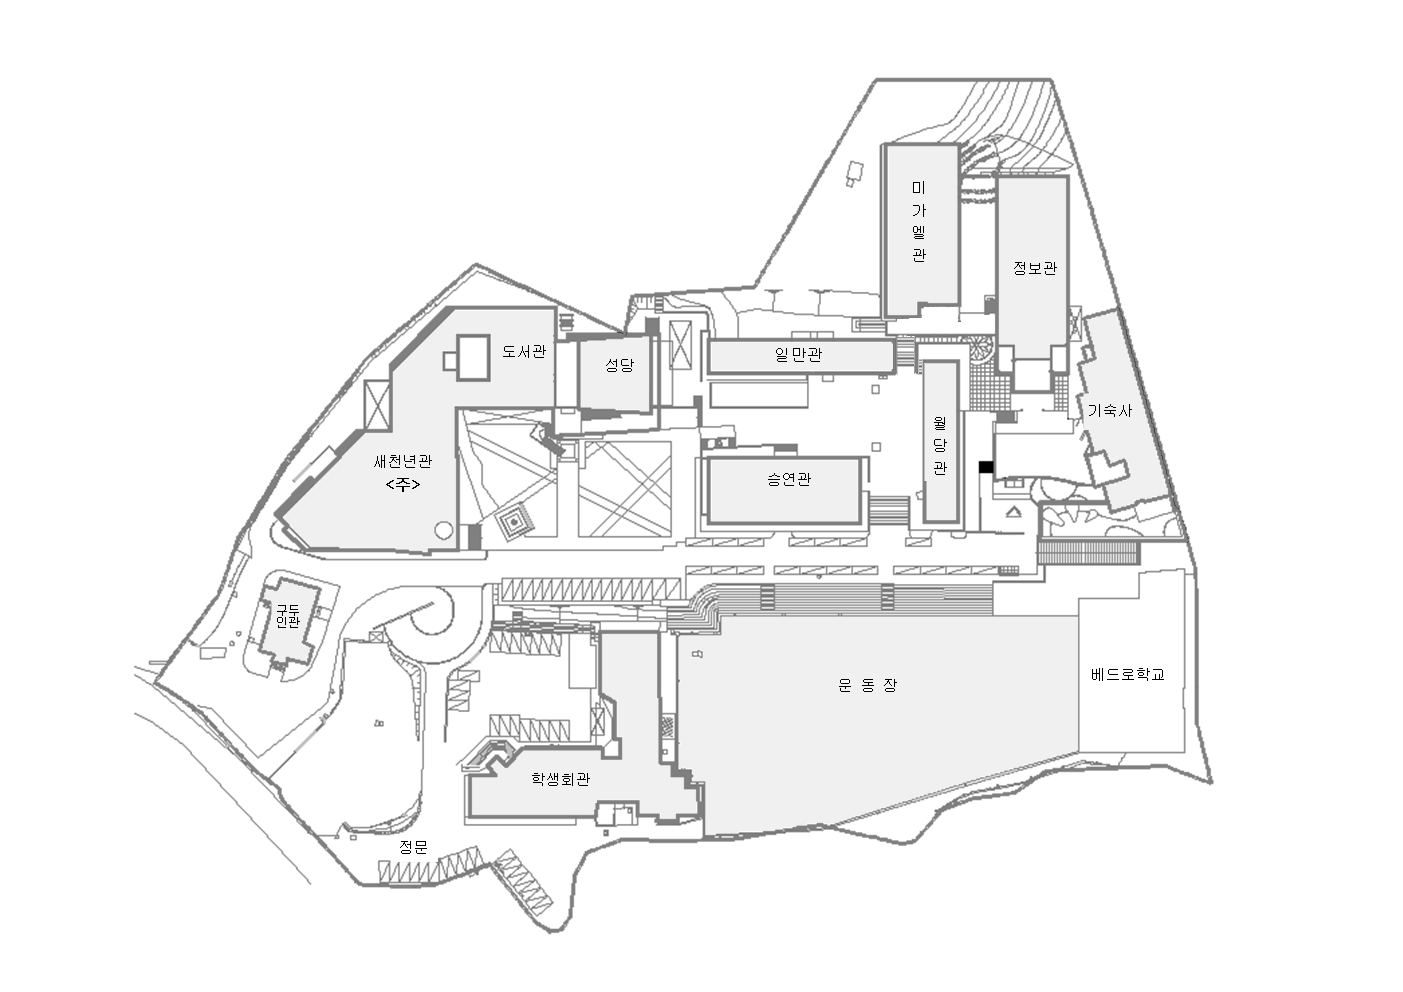 미
가
엘
관
정보관
도서관
성당
일만관
기숙사
월
당
관
새천년관
<주>
승연관
구두
인관
운 동 장
베드로학교
학생회관
정문